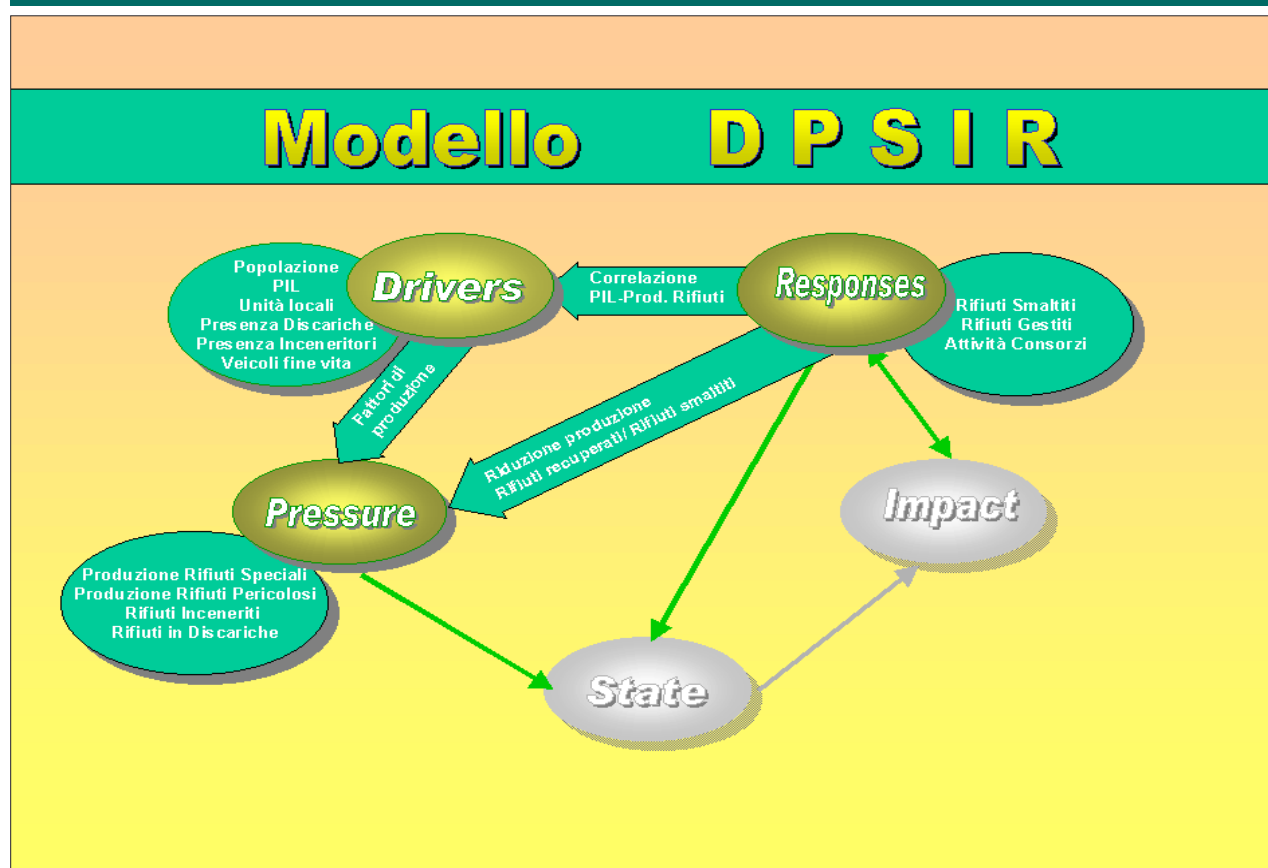 Modello D P S I R
Popolazione
PIL
Unità locali
Presenza Discariche
Presenza Inceneritori
Veicoli fine vita
Drivers
Correlazione
PIL-Prod. Rifiuti
Responses
Rifiuti Smaltiti
Rifiuti Gestiti
Attività Consorzi
Fattori di
produzione
Riduzione produzione
Rifiuti recuperati/ Rifiuti smaltiti
Pressure
Impact
Produzione Rifiuti Speciali
Produzione Rifiuti Pericolosi
Rifiuti Inceneriti
Rifiuti in Discariche
State